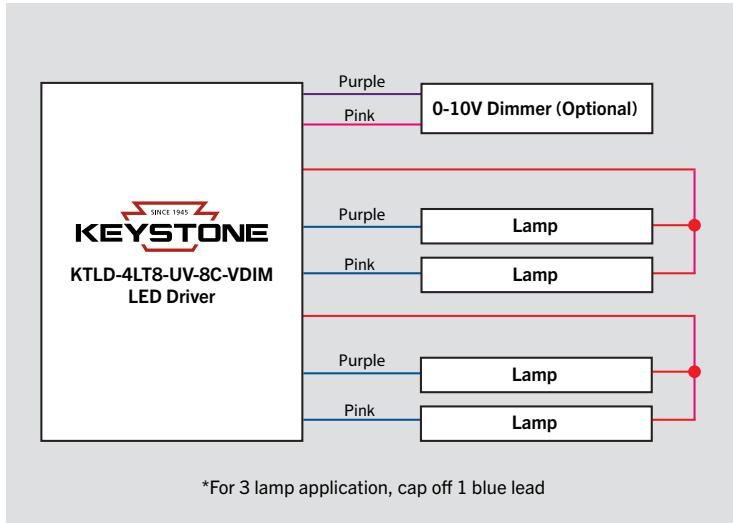 Purple
0-10V Dimmer (Optional)
Pink
SINCE 1945
KEYSTONE
KTLD-4LT8-UV-8C-VDIM
LED Driver
Purple
Lamp
Pink
Lamp
Purple
Lamp
Pink
Lamp
*For 3 lamp application, cap off 1 blue lead